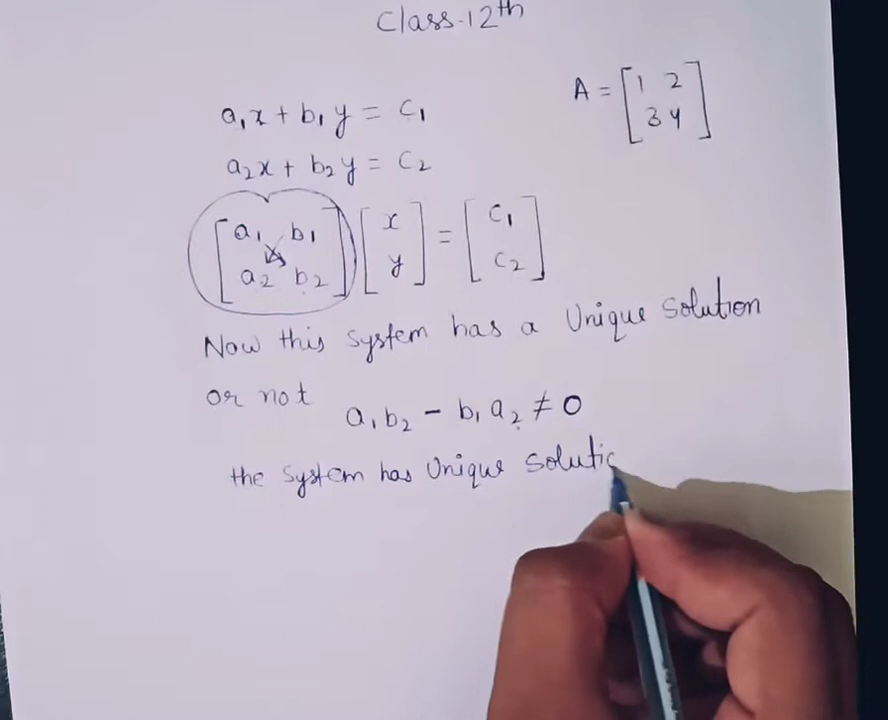 Class-12th
a₁x + b₁y = c₁
a₂x + b₂y = c₂
A = [1 2
3 4]
[a₁ b₁ [x = [c₁
a₂ b₂] y] c₂]
Now this system has a Unique Solution
or not
a₁b₂ - b₁a₂ ≠ 0
the system has Unique Solutio